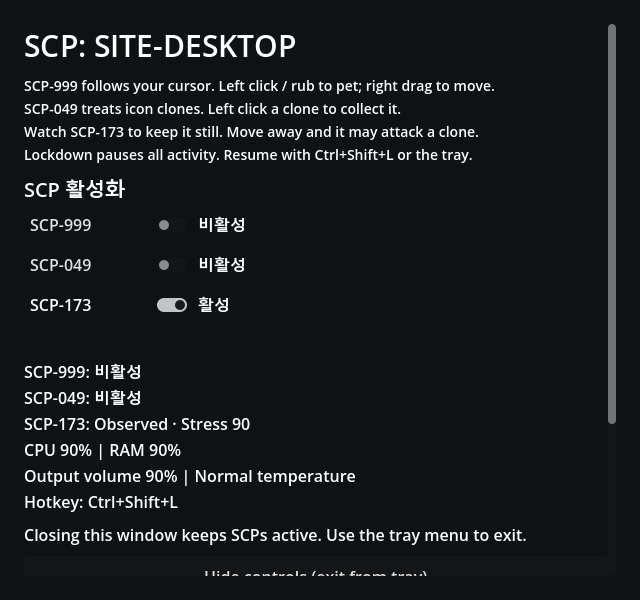 SCP: SITE-DESKTOP
SCP-999 follows your cursor. Left click / rub to pet; right drag to move.
SCP-049 treats icon clones. Left click a clone to collect it.
Watch SCP-173 to keep it still. Move away and it may attack a clone.
Lockdown pauses all activity. Resume with Ctrl+Shift+L or the tray.
SCP 활성화
SCP-999 비활성
SCP-049 비활성
SCP-173 활성
SCP-999: 비활성
SCP-049: 비활성
SCP-173: Observed · Stress 90
CPU 90% | RAM 90%
Output volume 90% | Normal temperature
Hotkey: Ctrl+Shift+L
Closing this window keeps SCPs active. Use the tray menu to exit.
Hide controls (exit from tray)